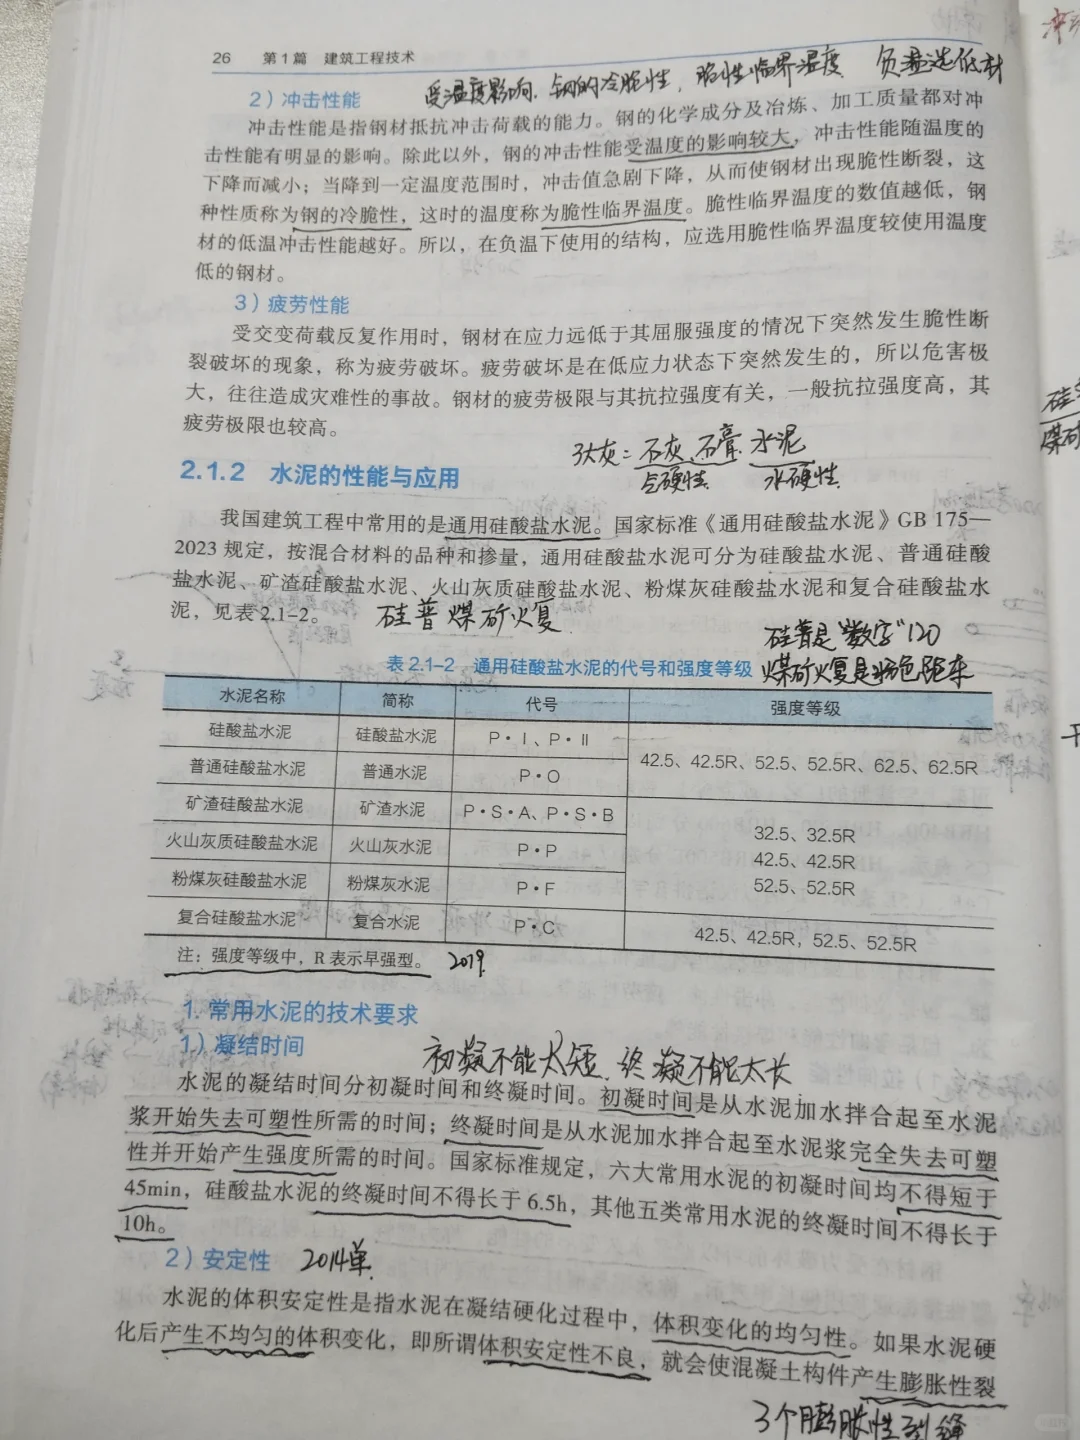 26 第1篇 建筑工程技术
受温度影响、钢的冷脆性，脆性临界温度 负温选低材
2）冲击性能
冲击性能是指钢材抵抗冲击荷载的能力。钢的化学成分及冶炼、加工质量都对冲
击性能有明显的影响。除此以外，钢的冲击性能受温度的影响较大，冲击性能随温度的
下降而减小；当降到一定温度范围时，冲击值急剧下降，从而使钢材出现脆性断裂，这
种性质称为钢的冷脆性，这时的温度称为脆性临界温度。脆性临界温度的数值越低，钢
材的低温冲击性能越好。所以，在负温下使用的结构，应选用脆性临界温度较使用温度
低的钢材。
3）疲劳性能
受交变荷载反复作用时，钢材在应力远低于其屈服强度的情况下突然发生脆性断
裂破坏的现象，称为疲劳破坏。疲劳破坏是在低应力状态下突然发生的，所以危害极
大，往往造成灾难性的事故。钢材的疲劳极限与其抗拉强度有关，一般抗拉强度高，其
疲劳极限也较高。
3大灰=石灰、石膏、水泥
2.1.2 水泥的性能与应用
气硬性 水硬性
我国建筑工程中常用的是通用硅酸盐水泥。国家标准《通用硅酸盐水泥》GB 175—
2023 规定，按混合材料的品种和掺量，通用硅酸盐水泥可分为硅酸盐水泥、普通硅酸
盐水泥、矿渣硅酸盐水泥、火山灰质硅酸盐水泥、粉煤灰硅酸盐水泥和复合硅酸盐水
泥，见表 2.1-2。
硅普煤矿火复
硅普是“数字”120
表 2.1-2 通用硅酸盐水泥的代号和强度等级
煤矿火复是
水泥名称 简称 代号 强度等级
硅酸盐水泥 硅酸盐水泥 P·Ⅰ、P·Ⅱ
42.5、42.5R、52.5、52.5R、62.5、62.5R
普通硅酸盐水泥 普通水泥 P·O
矿渣硅酸盐水泥 矿渣水泥 P·S·A、P·S·B
32.5、32.5R
火山灰质硅酸盐水泥 火山灰水泥 P·P
42.5、42.5R
粉煤灰硅酸盐水泥 粉煤灰水泥 P·F
52.5、52.5R
复合硅酸盐水泥 复合水泥 P·C
42.5、42.5R，52.5、52.5R
注：强度等级中，R 表示早强型。 2019
1. 常用水泥的技术要求
1）凝结时间
初凝不能太短、终凝不能太长
水泥的凝结时间分初凝时间和终凝时间。初凝时间是从水泥加水拌合起至水泥
浆开始失去可塑性所需的时间；终凝时间是从水泥加水拌合起至水泥浆完全失去可塑
性并开始产生强度所需的时间。国家标准规定，六大常用水泥的初凝时间均不得短于
45min，硅酸盐水泥的终凝时间不得长于 6.5h，其他五类常用水泥的终凝时间不得长于
10h。
2）安定性 2014单
水泥的体积安定性是指水泥在凝结硬化过程中，体积变化的均匀性。如果水泥硬
化后产生不均匀的体积变化，即所谓体积安定性不良，就会使混凝土构件产生膨胀性裂
3个膨胀性裂缝